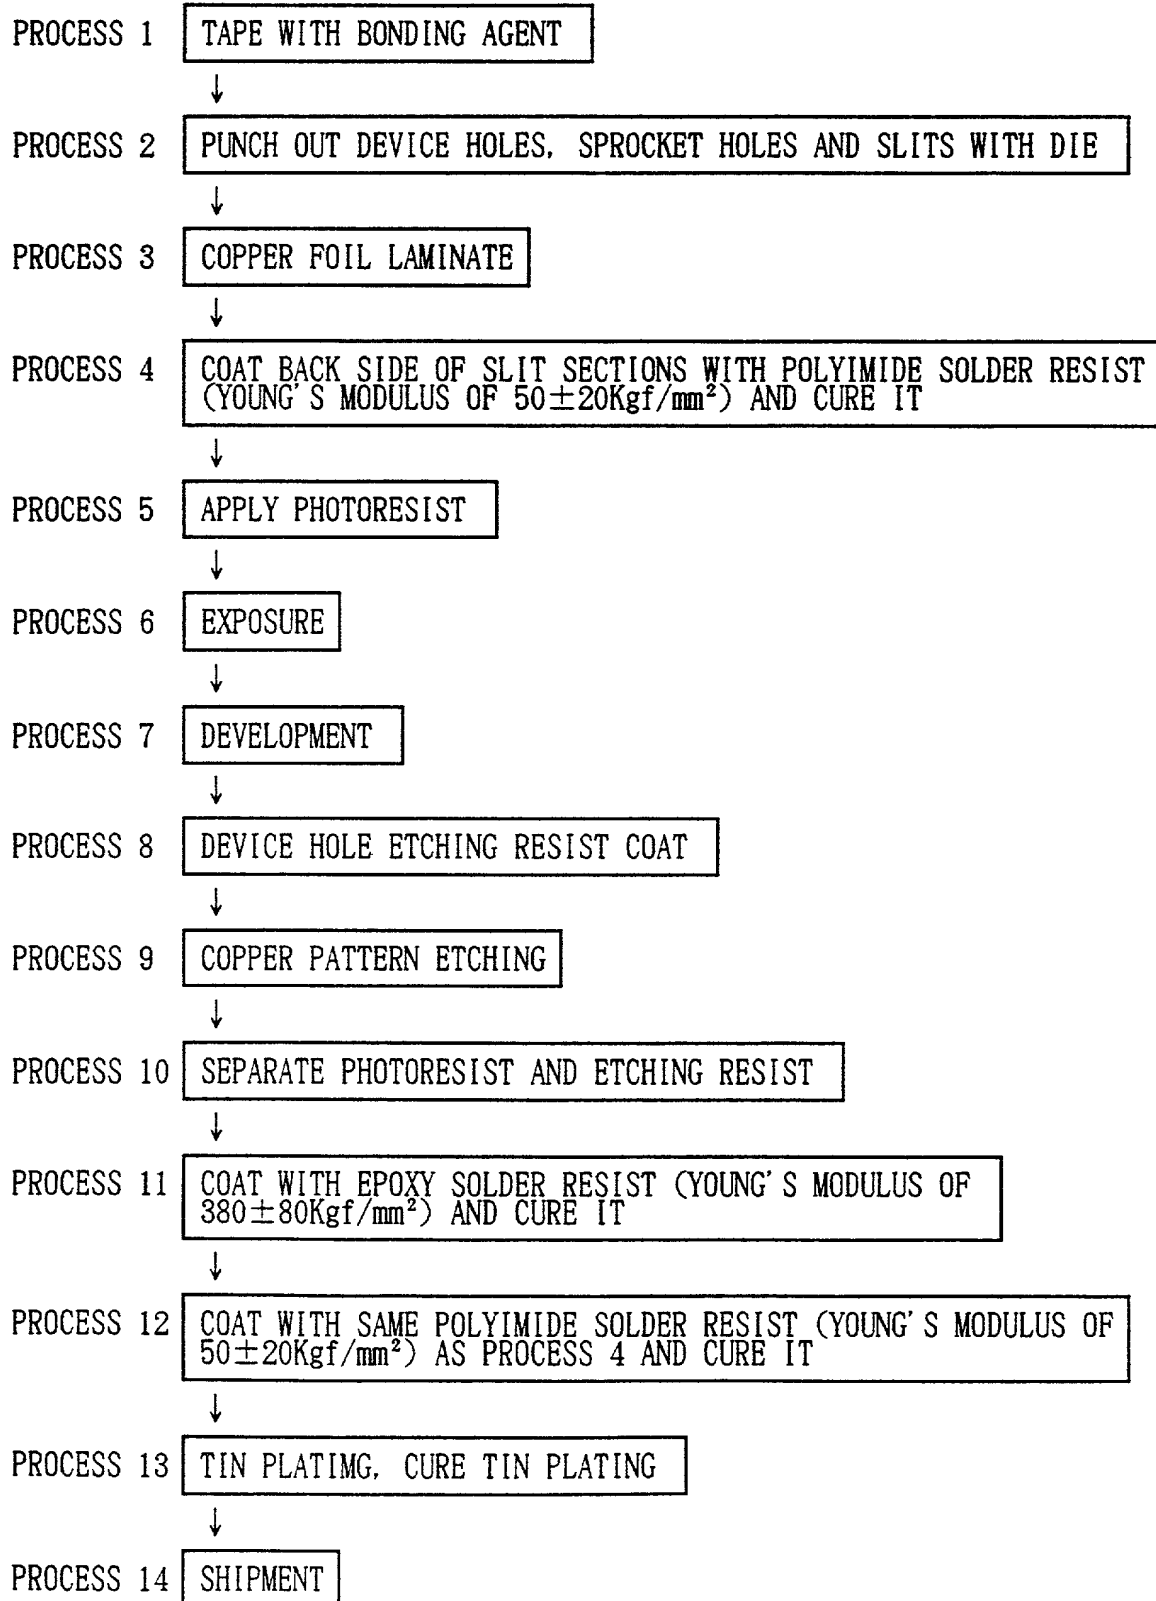 PROCESS 1 TAPE WITH BONDING AGENT
↓
PROCESS 2 PUNCH OUT DEVICE HOLES, SPROCKET HOLES AND SLITS WITH DIE
↓
PROCESS 3 COPPER FOIL LAMINATE
↓
PROCESS 4 COAT BACK SIDE OF SLIT SECTIONS WITH POLYIMIDE SOLDER RESIST
(YOUNG'S MODULUS OF 50±20Kgf/mm²) AND CURE IT
↓
PROCESS 5 APPLY PHOTORESIST
↓
PROCESS 6 EXPOSURE
↓
PROCESS 7 DEVELOPMENT
↓
PROCESS 8 DEVICE HOLE ETCHING RESIST COAT
↓
PROCESS 9 COPPER PATTERN ETCHING
↓
PROCESS 10 SEPARATE PHOTORESIST AND ETCHING RESIST
↓
PROCESS 11 COAT WITH EPOXY SOLDER RESIST (YOUNG'S MODULUS OF
380±80Kgf/mm²) AND CURE IT
↓
PROCESS 12 COAT WITH SAME POLYIMIDE SOLDER RESIST (YOUNG'S MODULUS OF
50±20Kgf/mm²) AS PROCESS 4 AND CURE IT
↓
PROCESS 13 TIN PLATIMG, CURE TIN PLATING
↓
PROCESS 14 SHIPMENT